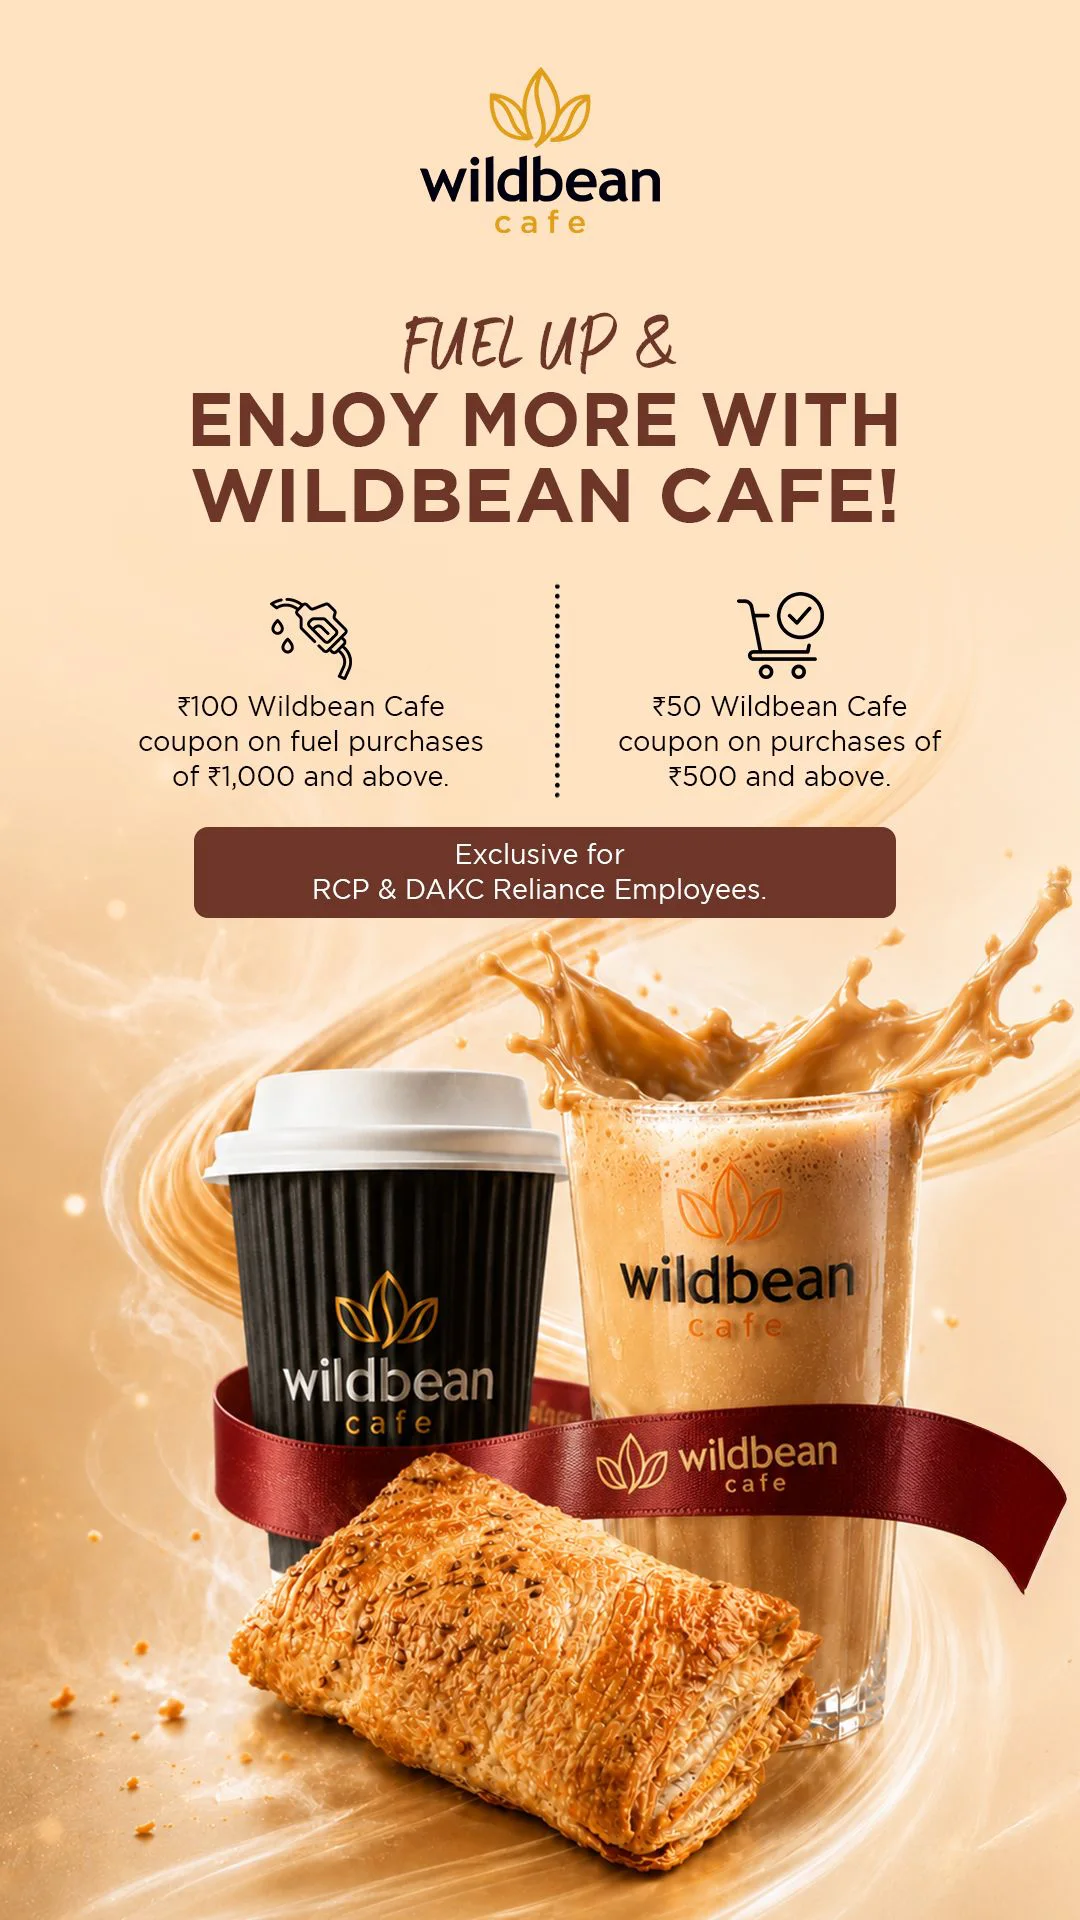 wildbean
cafe
FUEL UP &
ENJOY MORE WITH
WILDBEAN CAFE!
₹100 Wildbean Cafe
coupon on fuel purchases
of ₹1,000 and above.
₹50 Wildbean Cafe
coupon on purchases of
₹500 and above.
Exclusive for
RCP & DAKC Reliance Employees.
wildbean
cafe
wildbean
cafe
wildbean
cafe